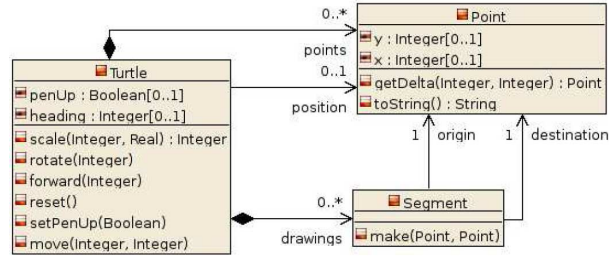 Turtle
penUp : Boolean[0..1]
heading : Integer[0..1]
scale(Integer, Real) : Integer
rotate(Integer)
forward(Integer)
reset()
setPenUp(Boolean)
move(Integer, Integer)
0..*
points
0..1
position
Point
y : Integer[0..1]
x : Integer[0..1]
getDelta(Integer, Integer) : Point
toString() : String
1 origin
1 destination
0..*
drawings
Segment
make(Point, Point)